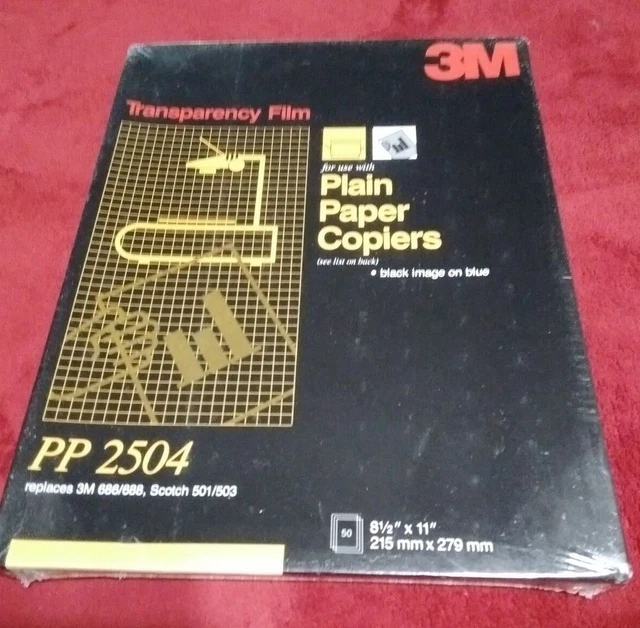 3M
Transparency Film
for use with
Plain
Paper
Copiers
(see list on back)
• black image on blue
PP 2504
replaces 3M 686/688, Scotch 501/503
50
8½" x 11"
215 mm x 279 mm